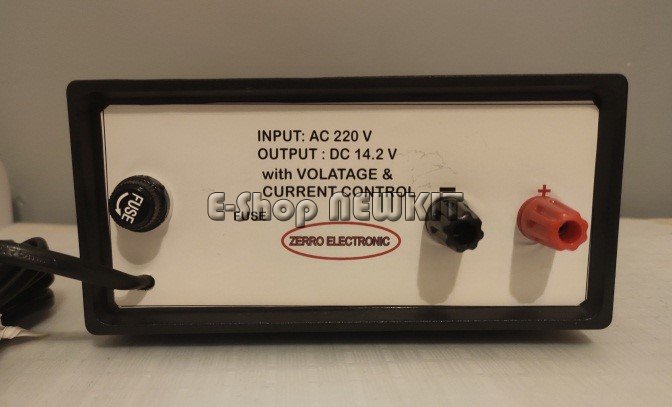 INPUT: AC 220 V
OUTPUT : DC 14.2 V
with VOLATAGE &
CURRENT CONTROL
- +
FUSE
E-Shop NEWKIT
FUSE
ZERRO ELECTRONIC